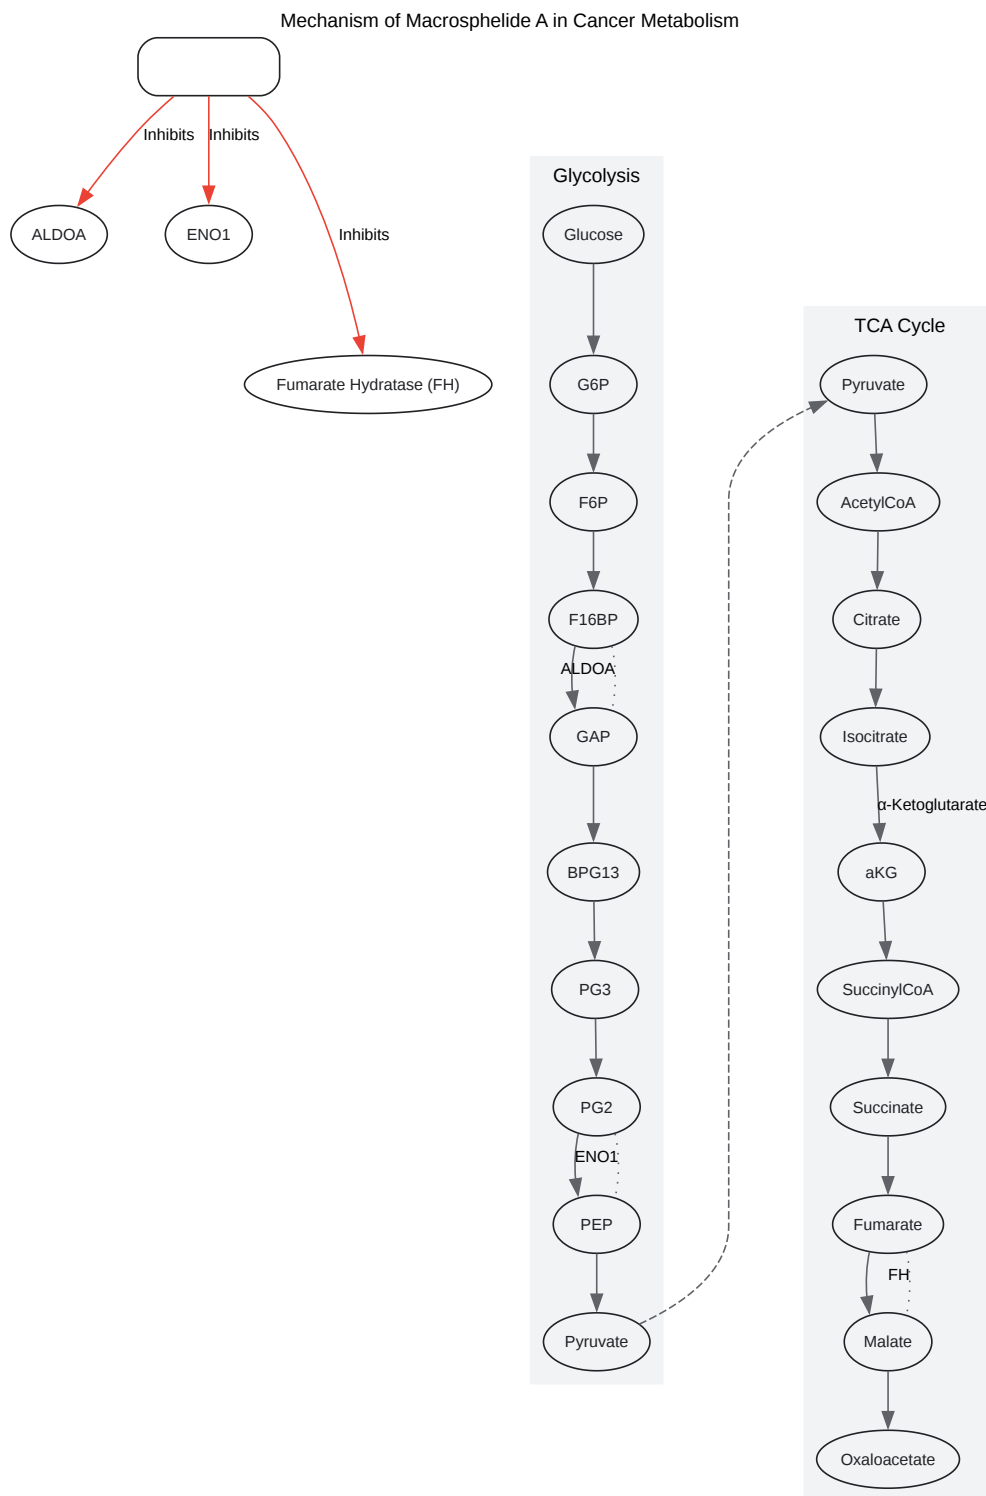 Mechanism of Macrosphelide A in Cancer Metabolism
Inhibits
Inhibits
Inhibits
ALDOA
ENO1
Fumarate Hydratase (FH)
Glycolysis
Glucose
G6P
F6P
F16BP
ALDOA
GAP
BPG13
PG3
PG2
ENO1
PEP
Pyruvate
TCA Cycle
Pyruvate
AcetylCoA
Citrate
Isocitrate
α-Ketoglutarate
aKG
SuccinylCoA
Succinate
Fumarate
FH
Malate
Oxaloacetate